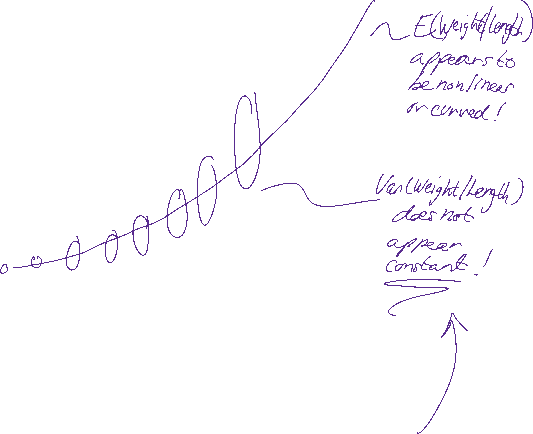 E(Weight/Length)
appears to
be nonlinear
or curved!
Var(Weight/Length)
does not
appear
constant!